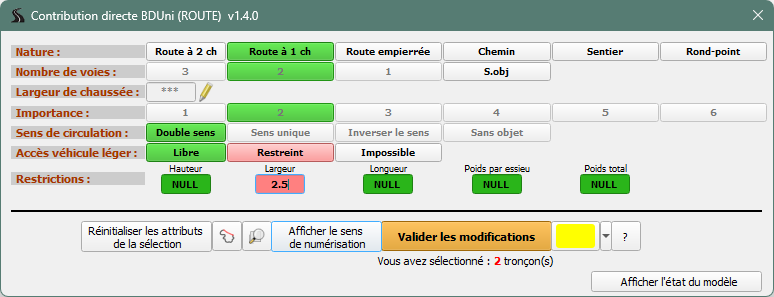 Contribution directe BDUni (ROUTE) v1.4.0
Nature : Route à 2 ch Route à 1 ch Route empierrée Chemin Sentier Rond-point
Nombre de voies : 3 2 1 S.obj
Largeur de chaussée : ***
Importance : 1 2 3 4 5 6
Sens de circulation : Double sens Sens unique Inverser le sens Sans objet
Accès véhicule léger : Libre Restreint Impossible
Hauteur Largeur Longueur Poids par essieu Poids total
Restrictions : NULL 2.5 NULL NULL NULL
Réinitialiser les attributs
de la sélection
Afficher le sens
de numérisation
Valider les modifications
?
Vous avez sélectionné : 2 tronçon(s)
Afficher l'état du modèle